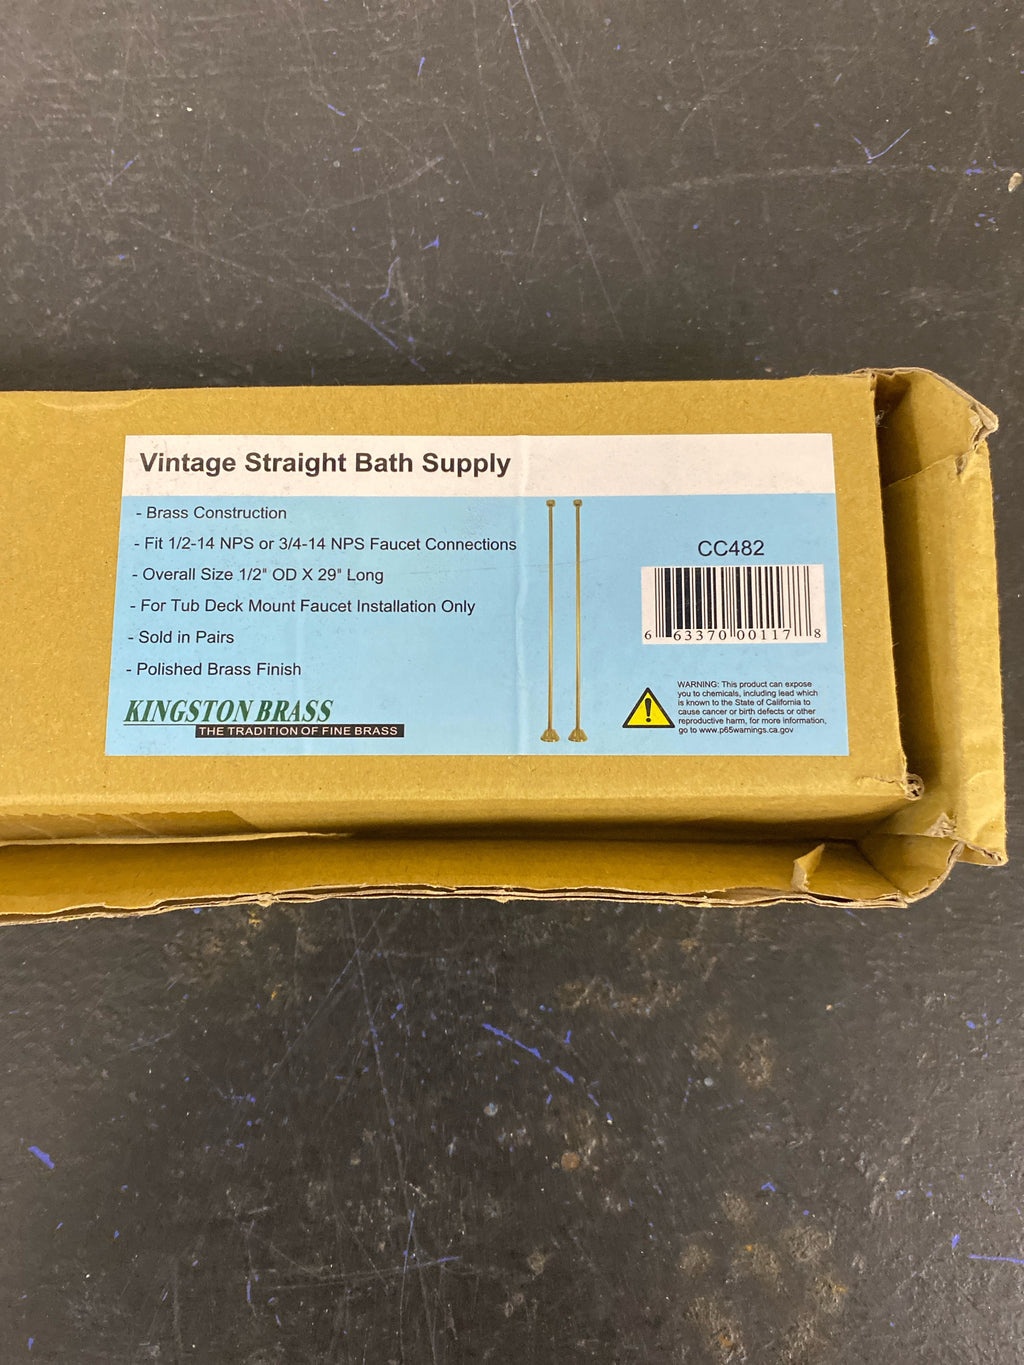 Vintage Straight Bath Supply
- Brass Construction
- Fit 1/2-14 NPS or 3/4-14 NPS Faucet Connections
- Overall Size 1/2" OD X 29" Long
- For Tub Deck Mount Faucet Installation Only
- Sold in Pairs
- Polished Brass Finish
KINGSTON BRASS
THE TRADITION OF FINE BRASS
CC482
6 63370 00117 8
WARNING: This product can expose
you to chemicals, including lead which
is known to the State of California to
cause cancer or birth defects or other
reproductive harm, for more information,
go to www.p65warnings.ca.gov